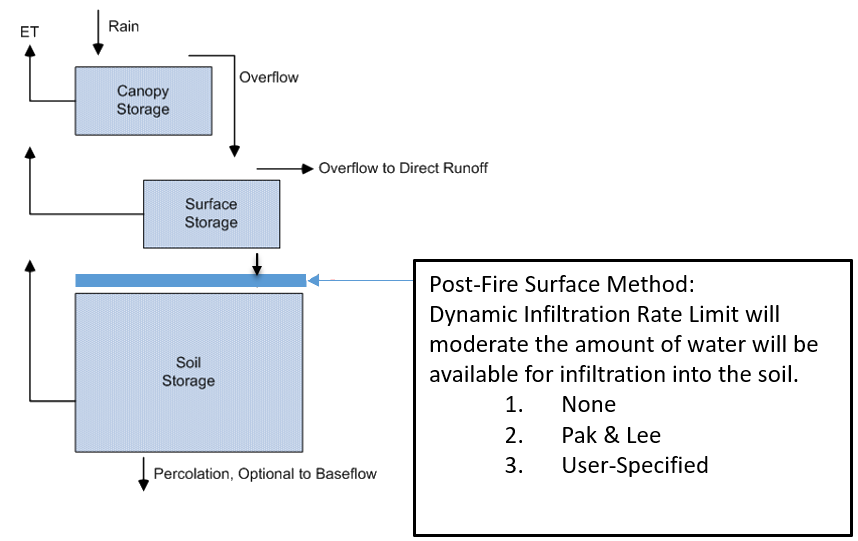 Rain
ET
Overflow
Canopy
Storage
Overflow to Direct Runoff
Surface
Storage
Post-Fire Surface Method:
Dynamic Infiltration Rate Limit will
moderate the amount of water will be
available for infiltration into the soil.
1. None
2. Pak & Lee
3. User-Specified
Soil
Storage
Percolation, Optional to Baseflow